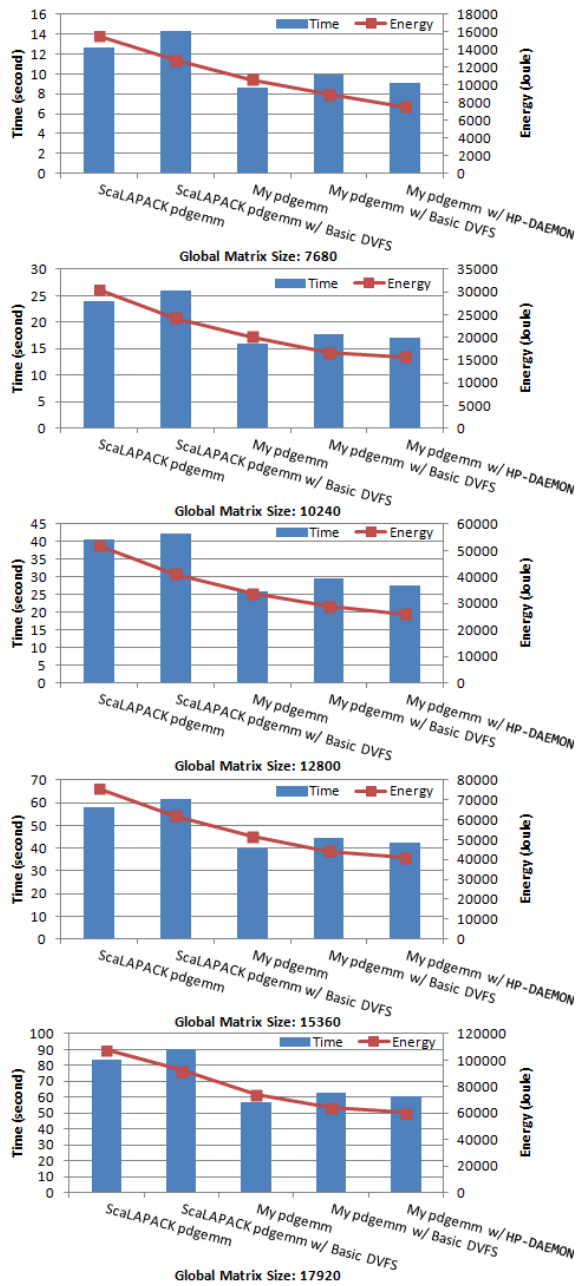 Time Energy
Time (second)
16
14
12
10
8
6
4
2
0
Energy (Joule)
18000
16000
14000
12000
10000
8000
6000
4000
2000
0
ScaLAPACK pdgemm
ScaLAPACK pdgemm w/ Basic DVFS
My pdgemm
My pdgemm w/ Basic DVFS
My pdgemm w/ HP-DAEMON
Global Matrix Size: 7680
Time Energy
Time (second)
30
25
20
15
10
5
0
Energy (Joule)
35000
30000
25000
20000
15000
10000
5000
0
ScaLAPACK pdgemm
ScaLAPACK pdgemm w/ Basic DVFS
My pdgemm
My pdgemm w/ Basic DVFS
My pdgemm w/ HP-DAEMON
Global Matrix Size: 10240
Time Energy
Time (second)
45
40
35
30
25
20
15
10
5
0
Energy (Joule)
60000
50000
40000
30000
20000
10000
0
ScaLAPACK pdgemm
ScaLAPACK pdgemm w/ Basic DVFS
My pdgemm
My pdgemm w/ Basic DVFS
My pdgemm w/ HP-DAEMON
Global Matrix Size: 12800
Time Energy
Time (second)
70
60
50
40
30
20
10
0
Energy (Joule)
80000
70000
60000
50000
40000
30000
20000
10000
0
ScaLAPACK pdgemm
ScaLAPACK pdgemm w/ Basic DVFS
My pdgemm
My pdgemm w/ Basic DVFS
My pdgemm w/ HP-DAEMON
Global Matrix Size: 15360
Time Energy
Time (second)
100
90
80
70
60
50
40
30
20
10
0
Energy (Joule)
120000
100000
80000
60000
40000
20000
0
ScaLAPACK pdgemm
ScaLAPACK pdgemm w/ Basic DVFS
My pdgemm
My pdgemm w/ Basic DVFS
My pdgemm w/ HP-DAEMON
Global Matrix Size: 17920